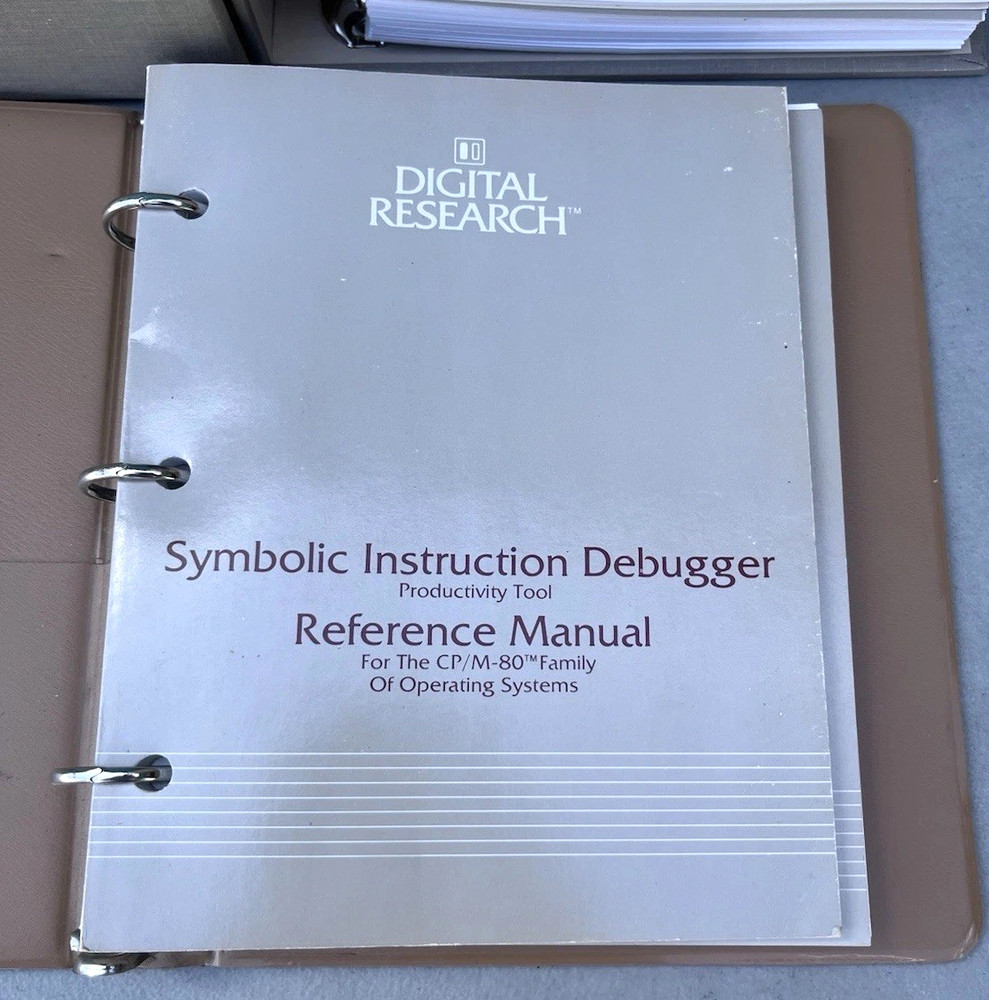 DIGITAL
RESEARCH™
Symbolic Instruction Debugger
Productivity Tool
Reference Manual
For The CP/M-80™ Family
Of Operating Systems